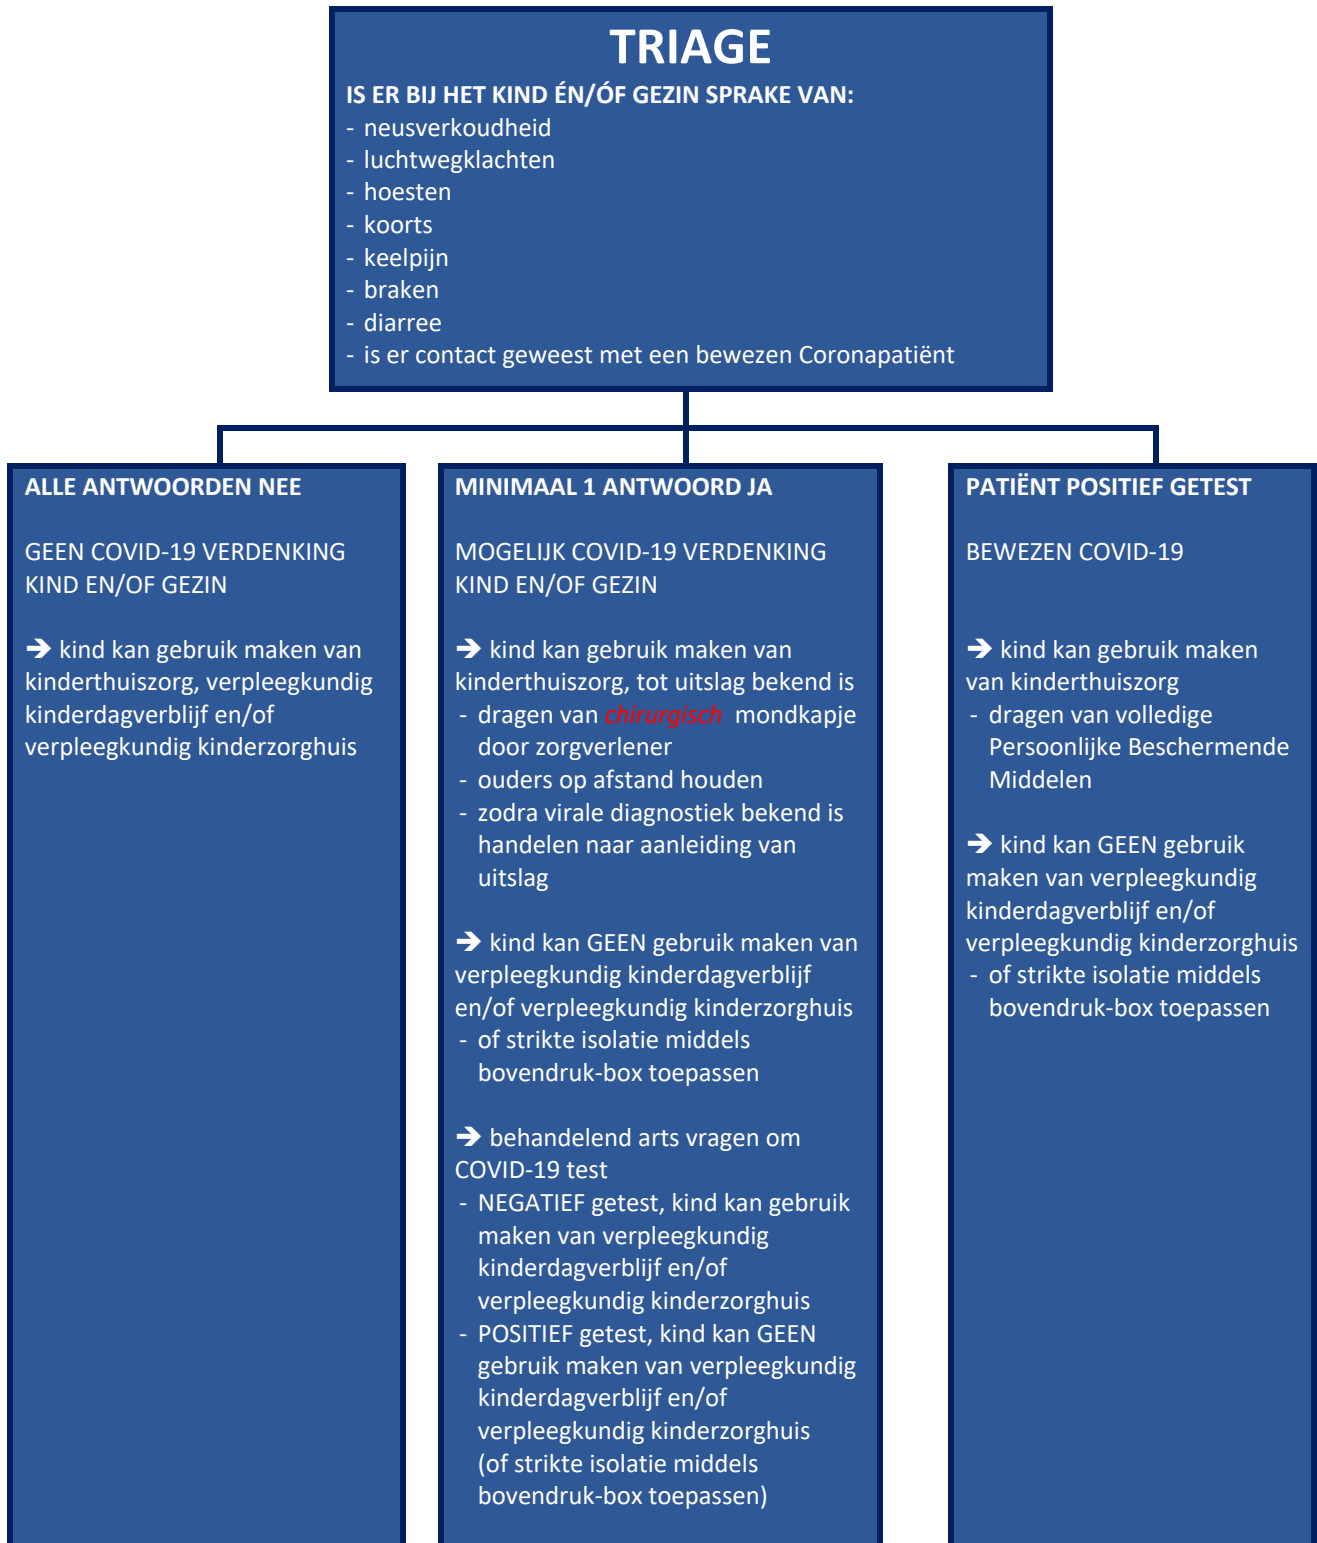 TRIAGE
IS ER BIJ HET KIND ÉN/ÓF GEZIN SPRAKE VAN:
- neusverkoudheid
- luchtwegklachten
- hoesten
- koorts
- keelpijn
- braken
- diarree
- is er contact geweest met een bewezen Coronapatiënt
ALLE ANTWOORDEN NEE
GEEN COVID-19 VERDENKING
KIND EN/OF GEZIN
➔ kind kan gebruik maken van
kinderthuiszorg, verpleegkundig
kinderdagverblijf en/of
verpleegkundig kinderzorghuis
MINIMAAL 1 ANTWOORD JA
MOGELIJK COVID-19 VERDENKING
KIND EN/OF GEZIN
➔ kind kan gebruik maken van
kinderthuiszorg, tot uitslag bekend is
- dragen van chirurgisch mondkapje
door zorgverlener
- ouders op afstand houden
- zodra virale diagnostiek bekend is
handelen naar aanleiding van
uitslag
➔ kind kan GEEN gebruik maken van
verpleegkundig kinderdagverblijf
en/of verpleegkundig kinderzorghuis
- of strikte isolatie middels
bovendruk-box toepassen
➔ behandelend arts vragen om
COVID-19 test
- NEGATIEF getest, kind kan gebruik
maken van verpleegkundig
kinderdagverblijf en/of
verpleegkundig kinderzorghuis
- POSITIEF getest, kind kan GEEN
gebruik maken van verpleegkundig
kinderdagverblijf en/of
verpleegkundig kinderzorghuis
(of strikte isolatie middels
bovendruk-box toepassen)
PATIËNT POSITIEF GETEST
BEWEZEN COVID-19
➔ kind kan gebruik maken
van kinderthuiszorg
- dragen van volledige
Persoonlijke Beschermende
Middelen
➔ kind kan GEEN gebruik
maken van verpleegkundig
kinderdagverblijf en/of
verpleegkundig kinderzorghuis
- of strikte isolatie middels
bovendruk-box toepassen